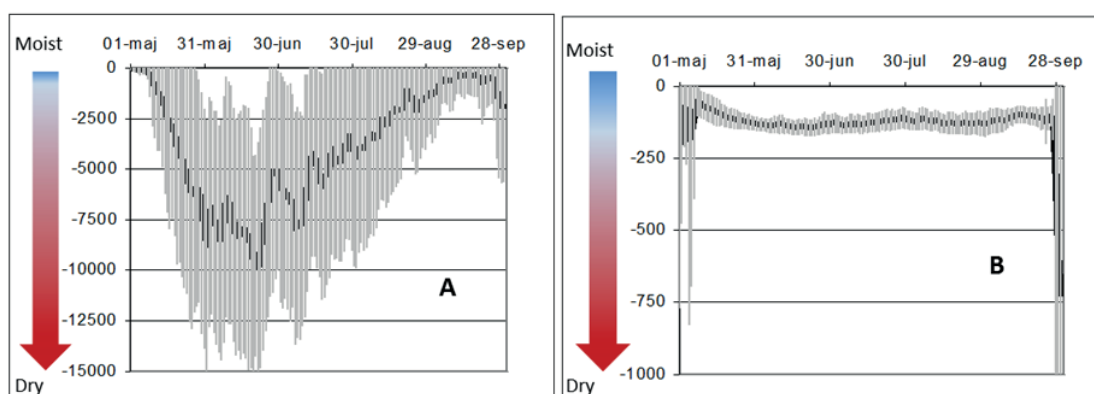 Moist
01-maj 31-maj 30-jun 30-jul 29-aug 28-sep
0
-2500
-5000
-7500
-10000
-12500
-15000
A
Dry
Moist
01-maj 31-maj 30-jun 30-jul 29-aug 28-sep
0
-250
-500
-750
-1000
B
Dry